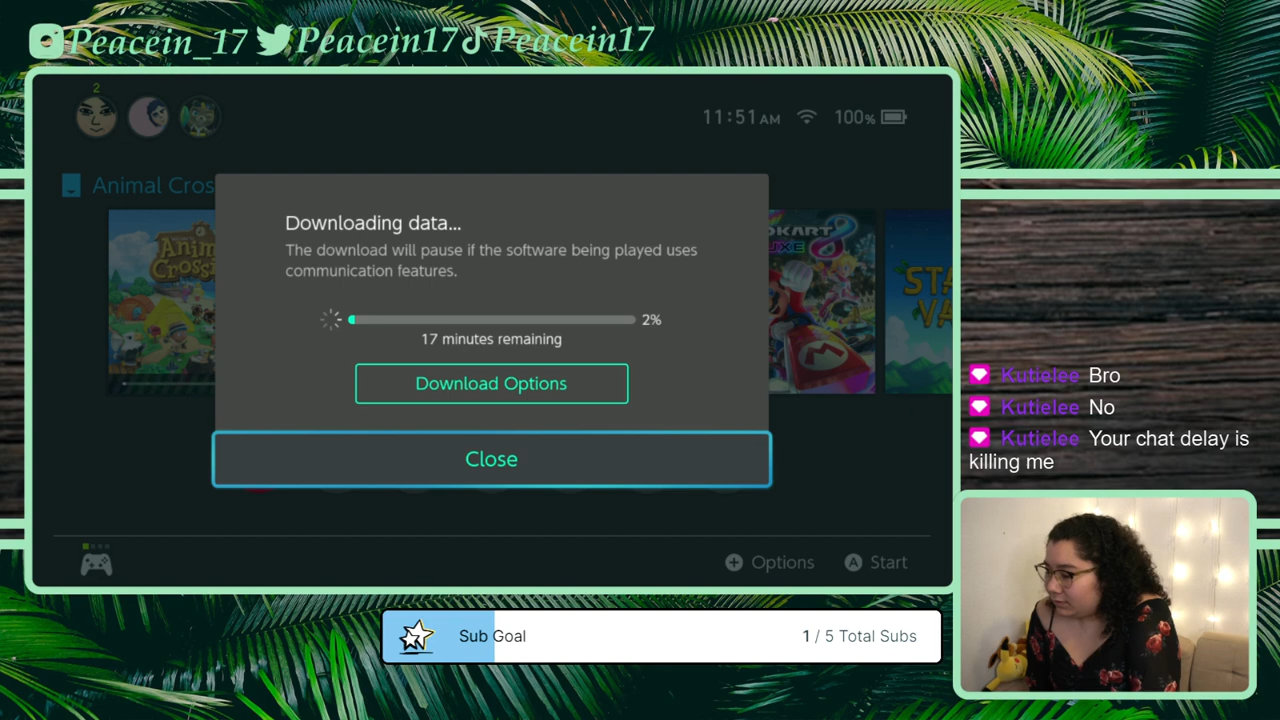 Peacein_17 Peacein17 Peacein17
2
11:51 AM 100%
Animal Cros
Downloading data...
The download will pause if the software being played uses
communication features.
2%
17 minutes remaining
Download Options
Close
Options Start
Kutielee Bro
Kutielee No
Kutielee Your chat delay is
killing me
Sub Goal 1 / 5 Total Subs